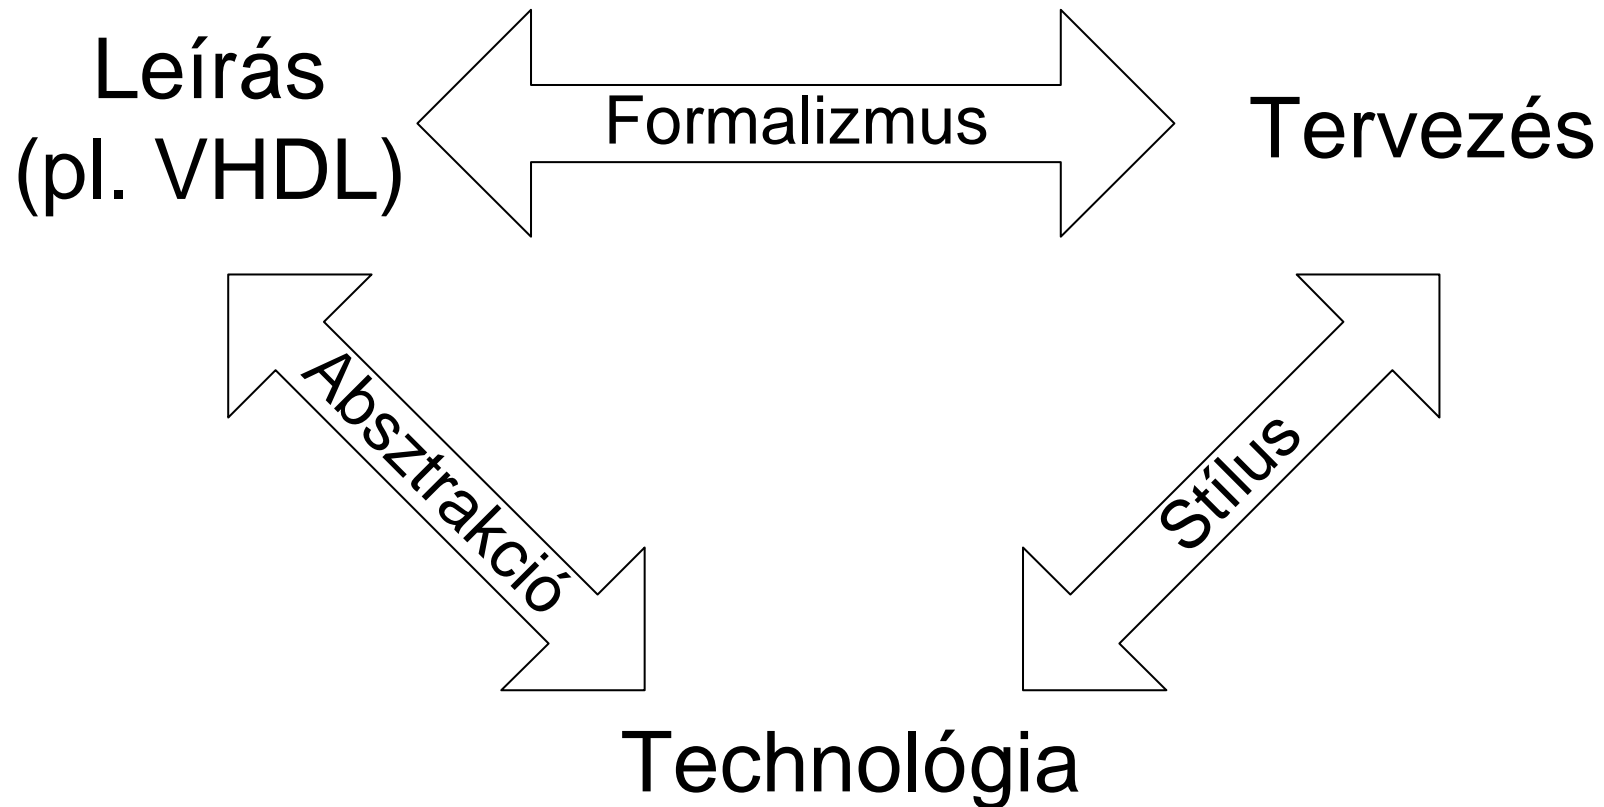 Leírás
(pl. VHDL)
Formalizmus
Tervezés
Absztrakció
Stílus
Technológia